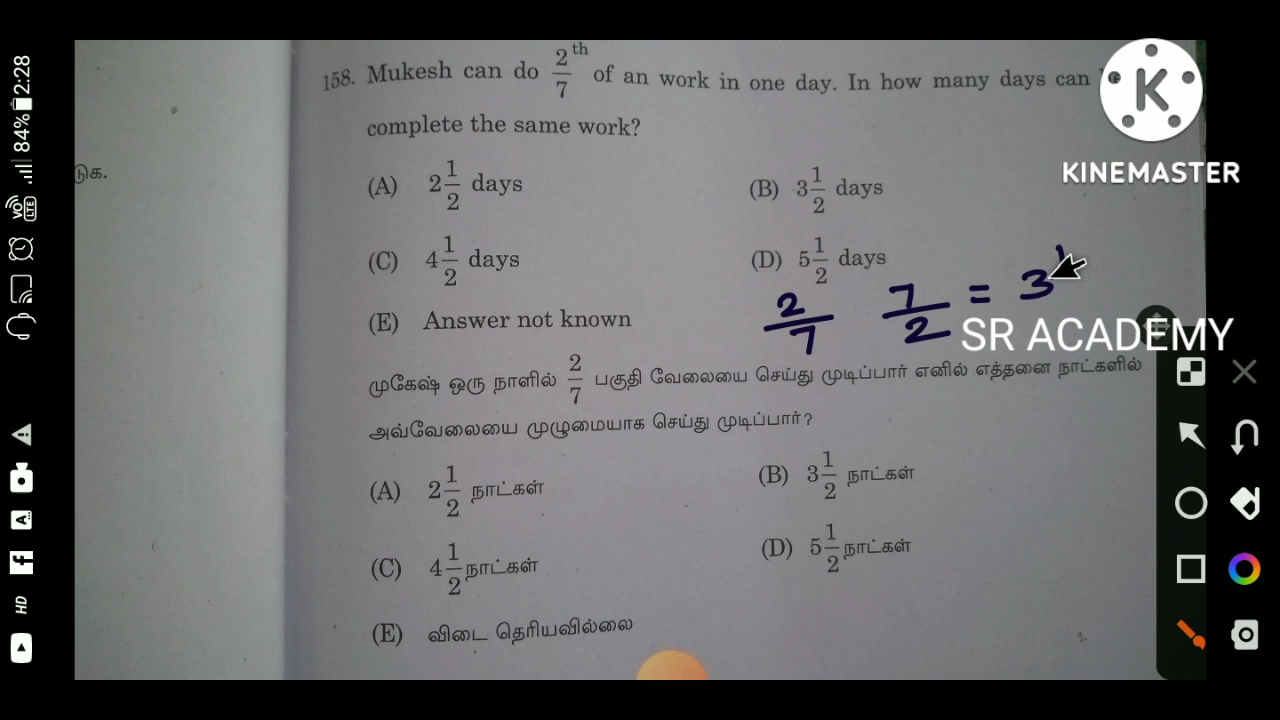 2:28
84%
VO) LTE
HD
158. Mukesh can do 2/7 th of an work in one day. In how many days can
complete the same work?
(A) 2 1/2 days
(B) 3 1/2 days
(C) 4 1/2 days
(D) 5 1/2 days
(E) Answer not known
2/7 7/2 = 3
முகேஷ் ஒரு நாளில் 2/7 பகுதி வேலையை செய்து முடிப்பார் எனில் எத்தனை நாட்களில்
அவ்வேலையை முழுமையாக செய்து முடிப்பார்?
(A) 2 1/2 நாட்கள்
(B) 3 1/2 நாட்கள்
(C) 4 1/2 நாட்கள்
(D) 5 1/2 நாட்கள்
(E) விடை தெரியவில்லை
K
KINEMASTER
SR ACADEMY